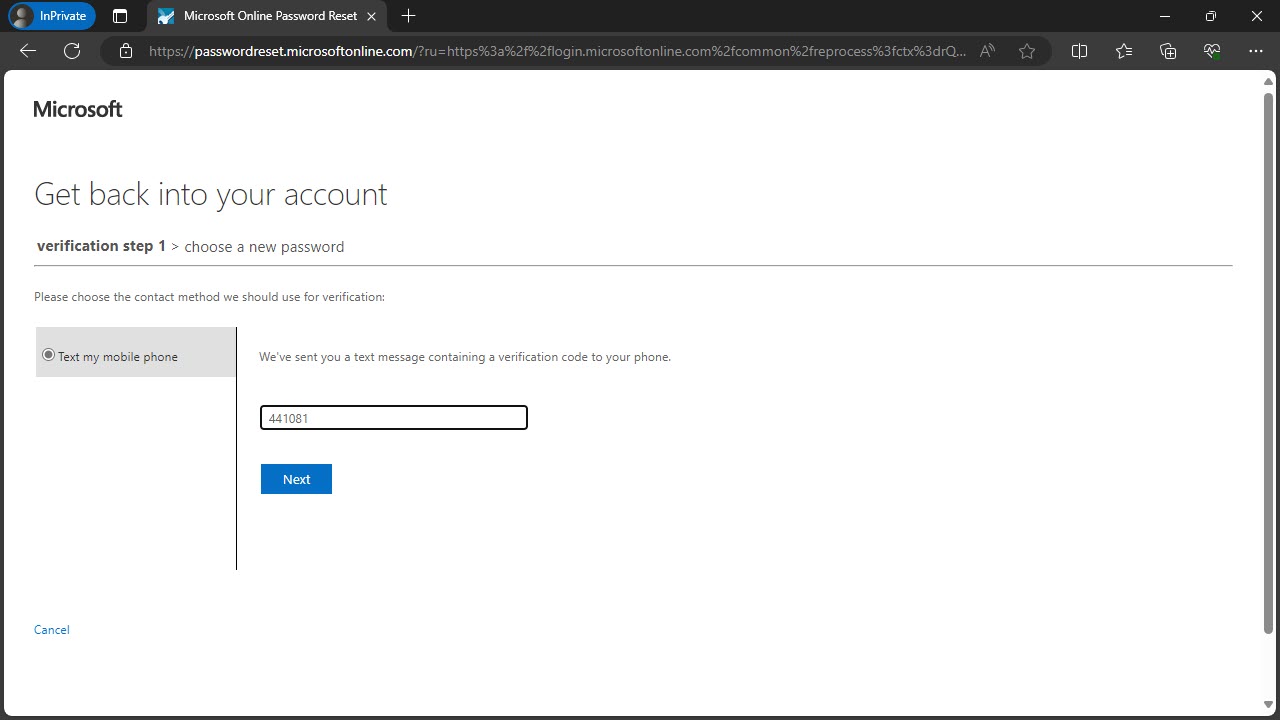 InPrivate
Microsoft Online Password Reset
https://passwordreset.microsoftonline.com/?ru=https%3a%2f%2flogin.microsoftonline.com%2fcommon%2freprocess%3fctx%3drQ...
Microsoft
Get back into your account
verification step 1 > choose a new password
Please choose the contact method we should use for verification:
Text my mobile phone
We've sent you a text message containing a verification code to your phone.
441081
Next
Cancel